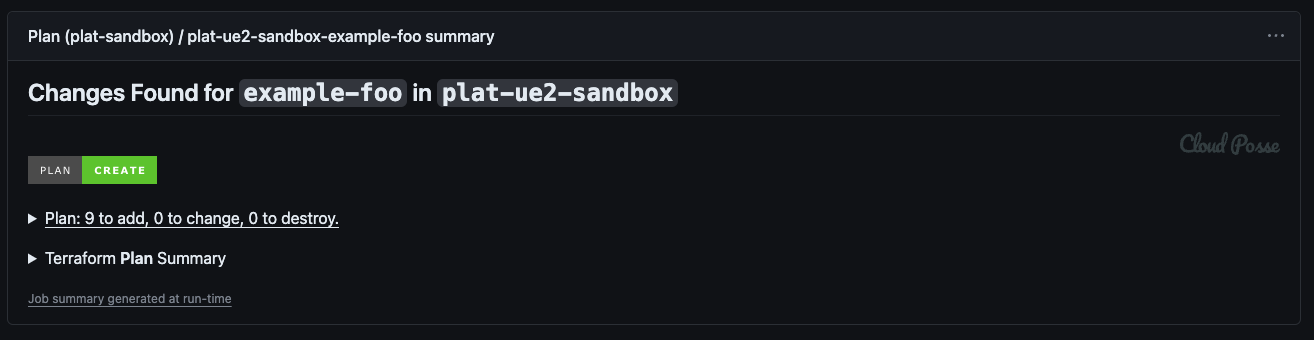 Plan (plat-sandbox) / plat-ue2-sandbox-example-foo summary
Changes Found for example-foo in plat-ue2-sandbox
Cloud Posse
PLAN CREATE
Plan: 9 to add, 0 to change, 0 to destroy.
Terraform Plan Summary
Job summary generated at run-time